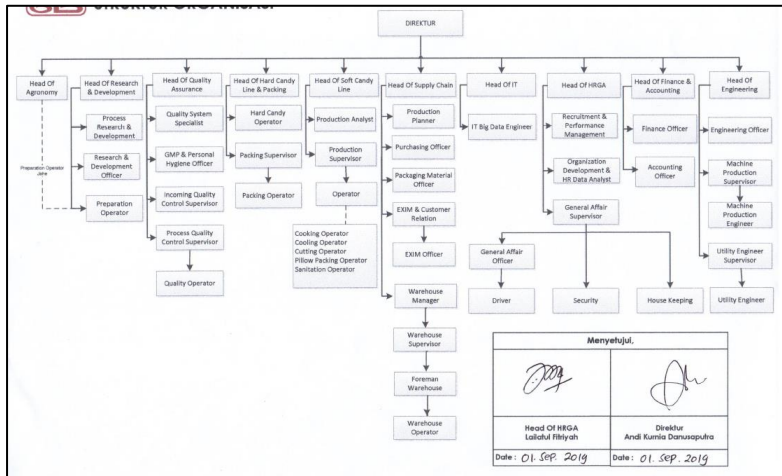 STRUKTUR ORGANISASI
DIREKTUR
Head Of
Agronomy
Head Of Research
& Development
Head Of Quality
Assurance
Head Of Hard Candy
Line & Packing
Head Of Soft Candy
Line
Head Of Supply Chain
Head Of IT
Head Of HRGA
Head Of Finance &
Accounting
Head Of
Engineering
Preparation Operator
Process
Research &
Development
Research &
Development
Officer
Preparation
Operator
Quality System
Specialist
GMP & Personal
Hygiene Officer
Incoming Quality
Control Supervisor
Process Quality
Control Supervisor
Quality Operator
Hard Candy
Operator
Packing Supervisor
Packing Operator
Production Analyst
Production
Supervisor
Operator
Cooking Operator
Cooling Operator
Cutting Operator
Pillow Packing Operator
Sanitation Operator
Production
Planner
Purchasing Officer
Packaging Material
Officer
EXIM & Customer
Relation
EXIM Officer
Warehouse
Manager
Warehouse
Supervisor
Foreman
Warehouse
Warehouse
Operator
IT Big Data Engineer
Recruitment &
Performance
Management
Organization
Development &
HR Data Analyst
General Affair
Supervisor
General Affair
Officer
Driver
Security
House Keeping
Finance Officer
Accounting
Officer
Engineering Officer
Machine
Production
Supervisor
Machine
Production
Engineer
Utility Engineer
Supervisor
Utility Engineer
Menyetujui,
Head Of HRGA
Lailatul Fitriyah
Direktur
Andi Kurnia Danusaputra
Date : 01. Sep. 2019
Date : 01. Sep. 2019